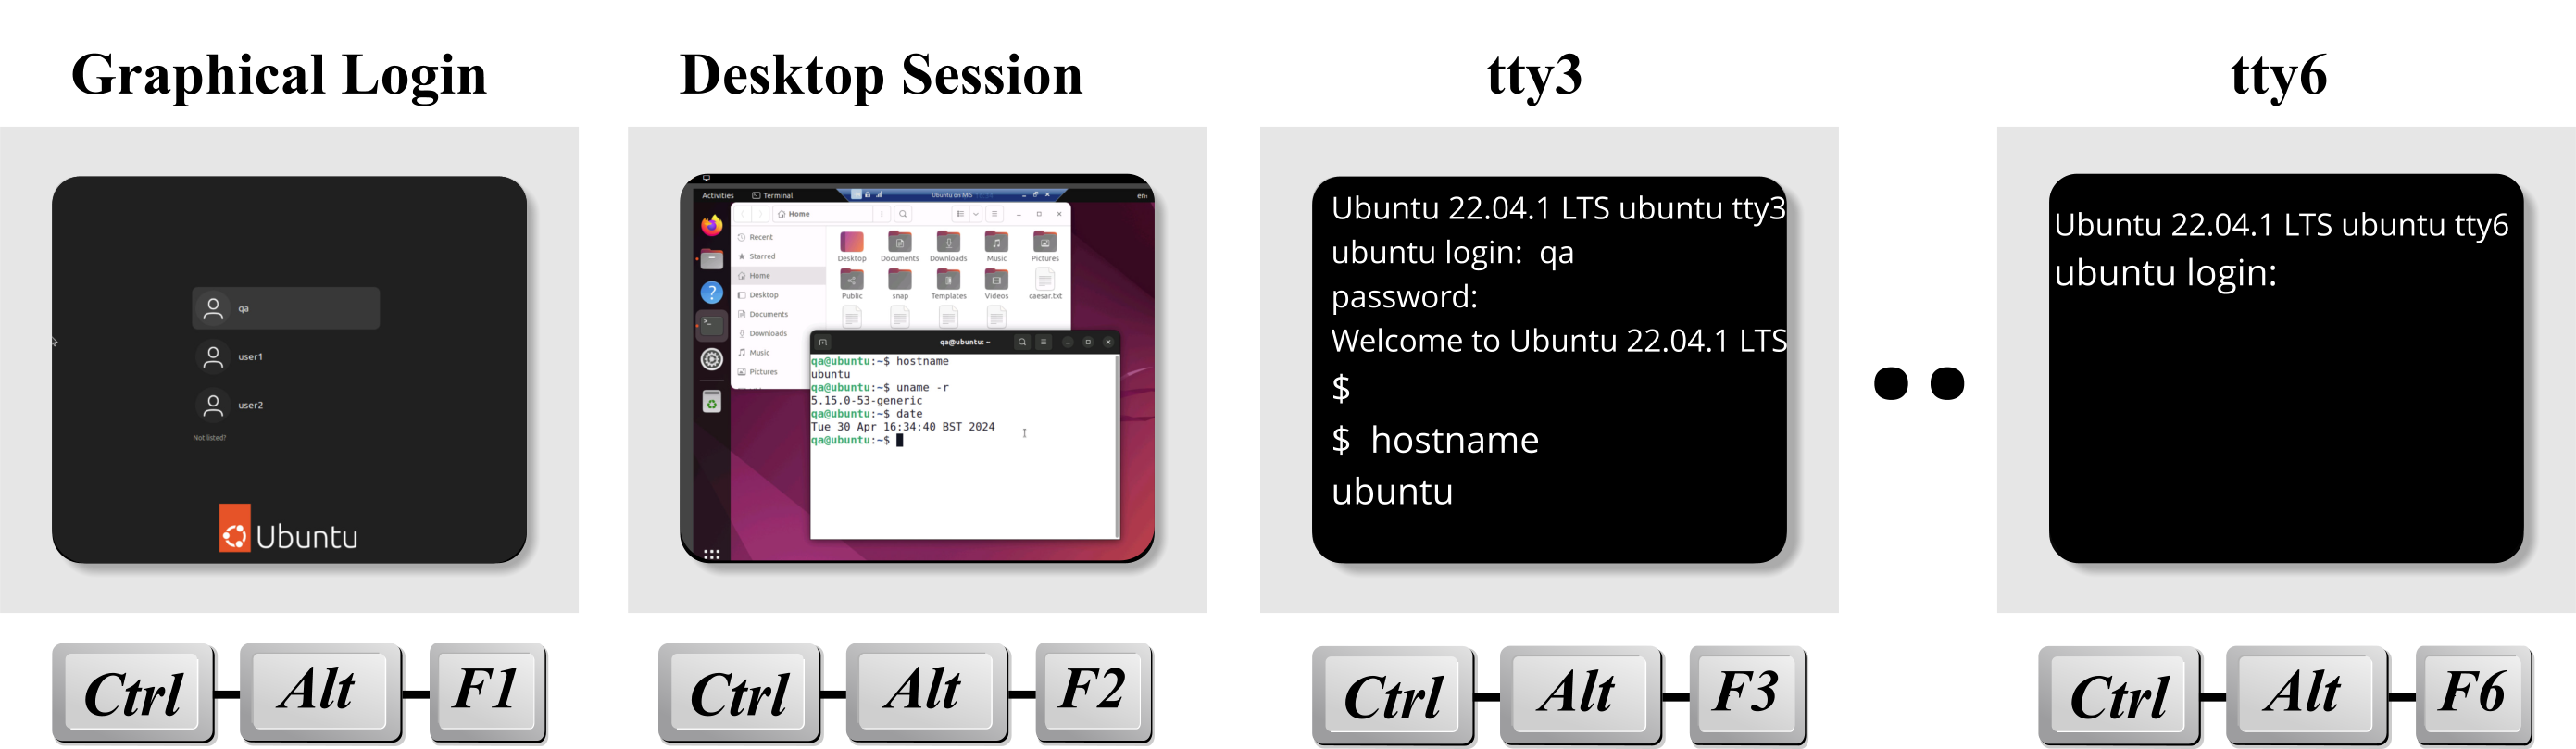 Graphical Login
qa
user1
user2
Not listed?
Ubuntu
Ctrl Alt F1
Desktop Session
Activities Terminal Ubuntu on MS en
Home
Recent
Starred
Home
Desktop
Documents
Downloads
Music
Pictures
Desktop Documents Downloads Music Pictures
Public snap Templates Videos caesar.txt
qa@ubuntu: ~
qa@ubuntu:~$ hostname
ubuntu
qa@ubuntu:~$ uname -r
5.15.0-53-generic
qa@ubuntu:~$ date
Tue 30 Apr 16:34:40 BST 2024
qa@ubuntu:~$
Ctrl Alt F2
tty3
Ubuntu 22.04.1 LTS ubuntu tty3
ubuntu login: qa
password:
Welcome to Ubuntu 22.04.1 LTS
$
$ hostname
ubuntu
Ctrl Alt F3
tty6
Ubuntu 22.04.1 LTS ubuntu tty6
ubuntu login:
Ctrl Alt F6